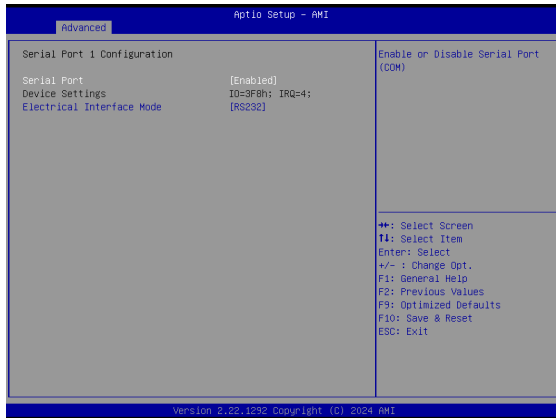 Aptio Setup - AMI
Advanced
Serial Port 1 Configuration
Serial Port [Enabled]
Device Settings IO=3F8h; IRQ=4;
Electrical Interface Mode [RS232]
Enable or Disable Serial Port
(COM)
→←: Select Screen
↑↓: Select Item
Enter: Select
+/- : Change Opt.
F1: General Help
F2: Previous Values
F9: Optimized Defaults
F10: Save & Reset
ESC: Exit
Version 2.22.1292 Copyright (C) 2024 AMI